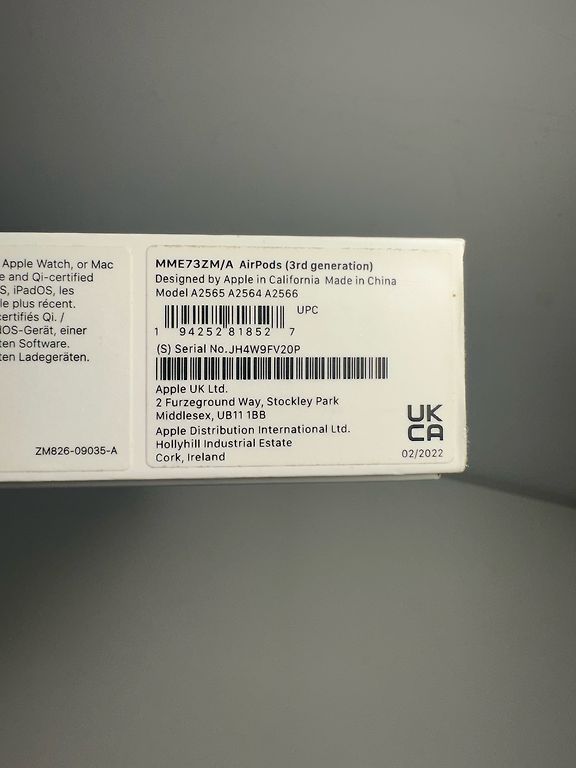 Apple Watch, or Mac
e and Qi-certified
S, iPadOS, les
le plus récent.
certifiés Qi. /
dOS-Gerät, einer
ten Software.
ten Ladegeräten.
ZM826-09035-A
MME73ZM/A AirPods (3rd generation)
Designed by Apple in California Made in China
Model A2565 A2564 A2566
UPC
1 94252 81852 7
(S) Serial No.JH4W9FV20P
Apple UK Ltd.
2 Furzeground Way, Stockley Park
Middlesex, UB11 1BB
Apple Distribution International Ltd.
Hollyhill Industrial Estate
Cork, Ireland
UK
CA
02/2022